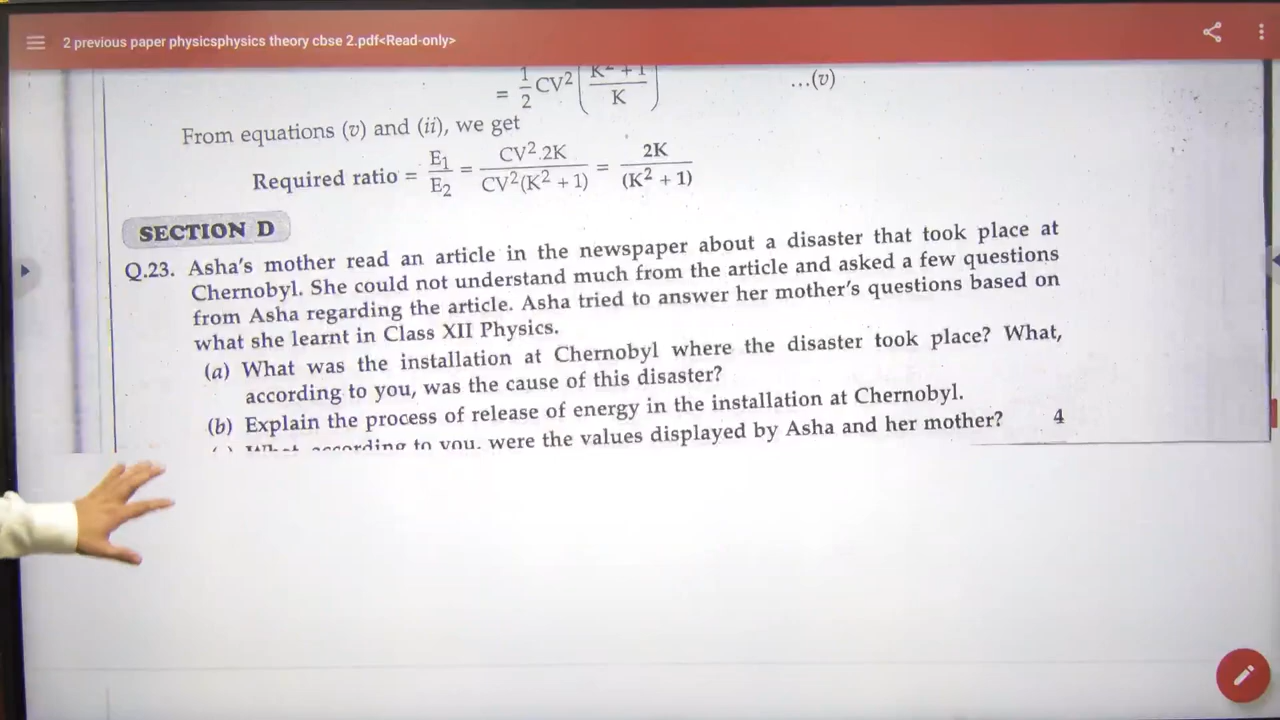 2 previous paper physicsphysics theory cbse 2.pdf<Read-only>
= 1/2 CV² ( K² + 1 / K ) ...(v)
From equations (v) and (ii), we get
Required ratio = E₁/E₂ = CV².2K / CV²(K² + 1) = 2K / (K² + 1)
SECTION D
Q.23. Asha's mother read an article in the newspaper about a disaster that took place at
Chernobyl. She could not understand much from the article and asked a few questions
from Asha regarding the article. Asha tried to answer her mother's questions based on
what she learnt in Class XII Physics.
(a) What was the installation at Chernobyl where the disaster took place? What,
according to you, was the cause of this disaster?
(b) Explain the process of release of energy in the installation at Chernobyl.
What according to you, were the values displayed by Asha and her mother? 4